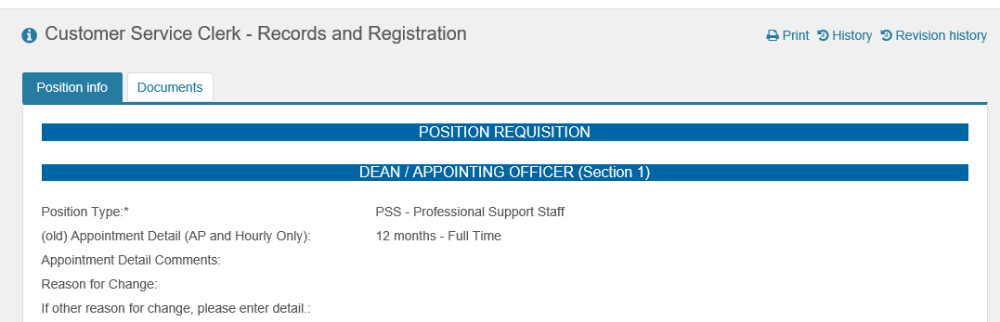 Customer Service Clerk - Records and Registration
Print History Revision history
Position info Documents
POSITION REQUISITION
DEAN / APPOINTING OFFICER (Section 1)
Position Type:* PSS - Professional Support Staff
(old) Appointment Detail (AP and Hourly Only): 12 months - Full Time
Appointment Detail Comments:
Reason for Change:
If other reason for change, please enter detail.: